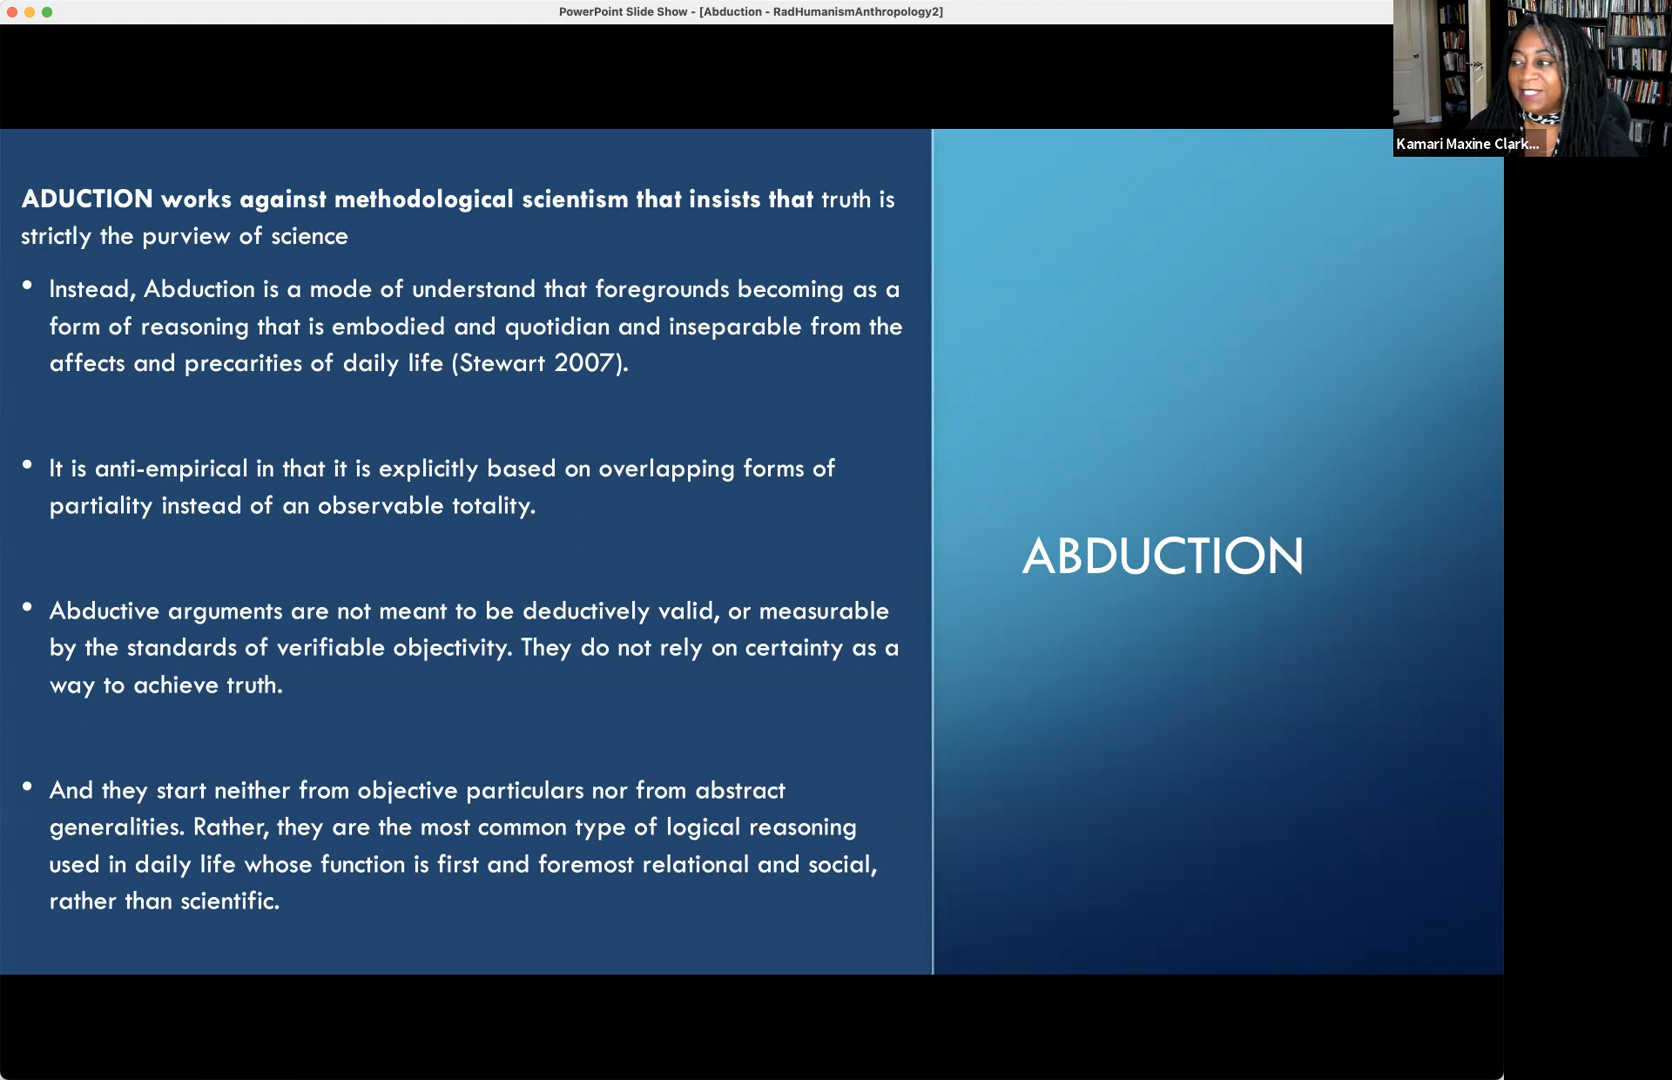 PowerPoint Slide Show - [Abduction - RadHumanismAnthropology2]
Kamari Maxine Clark...
ADUCTION works against methodological scientism that insists that truth is
strictly the purview of science
• Instead, Abduction is a mode of understand that foregrounds becoming as a
form of reasoning that is embodied and quotidian and inseparable from the
affects and precarities of daily life (Stewart 2007).
• It is anti-empirical in that it is explicitly based on overlapping forms of
partiality instead of an observable totality.
• Abductive arguments are not meant to be deductively valid, or measurable
by the standards of verifiable objectivity. They do not rely on certainty as a
way to achieve truth.
• And they start neither from objective particulars nor from abstract
generalities. Rather, they are the most common type of logical reasoning
used in daily life whose function is first and foremost relational and social,
rather than scientific.
ABDUCTION